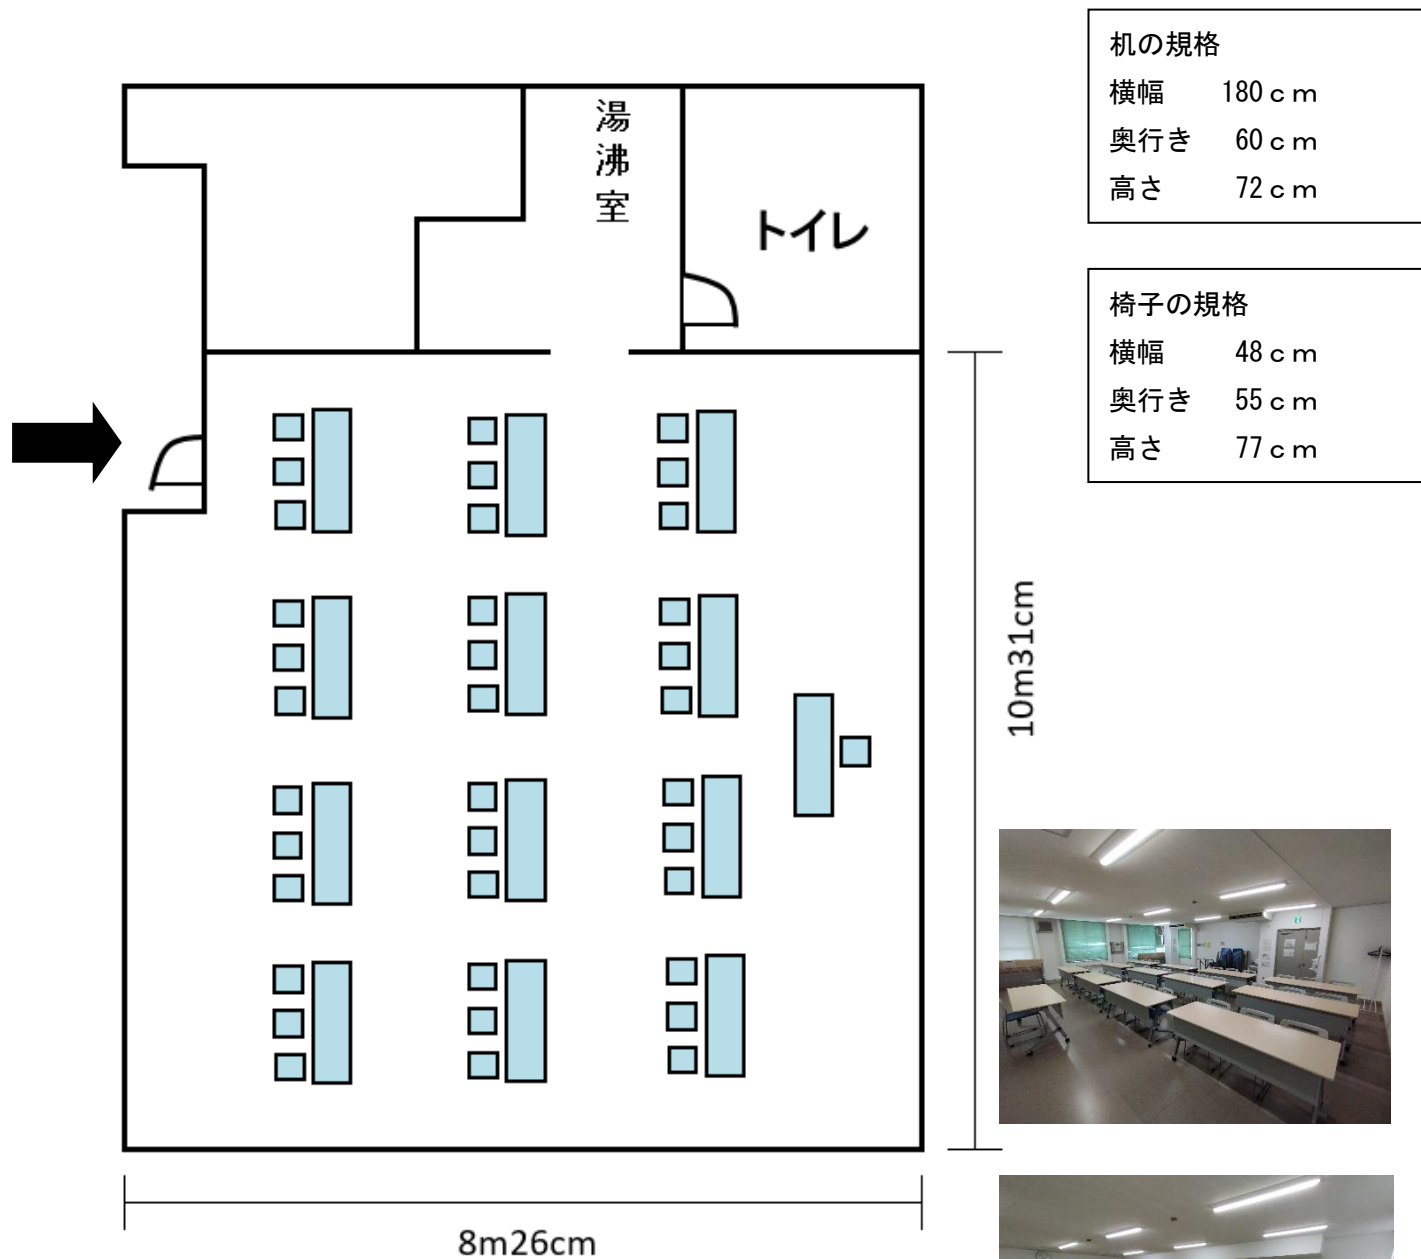 机の規格
横幅 180ｃｍ
奥行き 60ｃｍ
高さ 72ｃｍ
湯沸室
トイレ
椅子の規格
横幅 48ｃｍ
奥行き 55ｃｍ
高さ 77ｃｍ
10m31cm
8m26cm